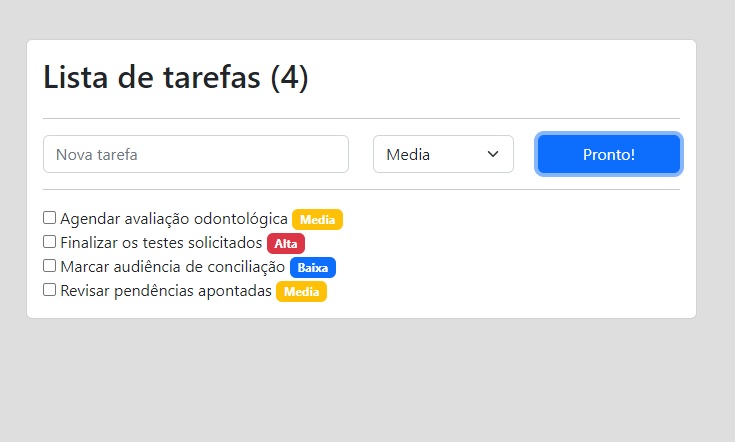 Lista de tarefas (4)
Nova tarefa Media Pronto!
Agendar avaliação odontológica Media
Finalizar os testes solicitados Alta
Marcar audiência de conciliação Baixa
Revisar pendências apontadas Media